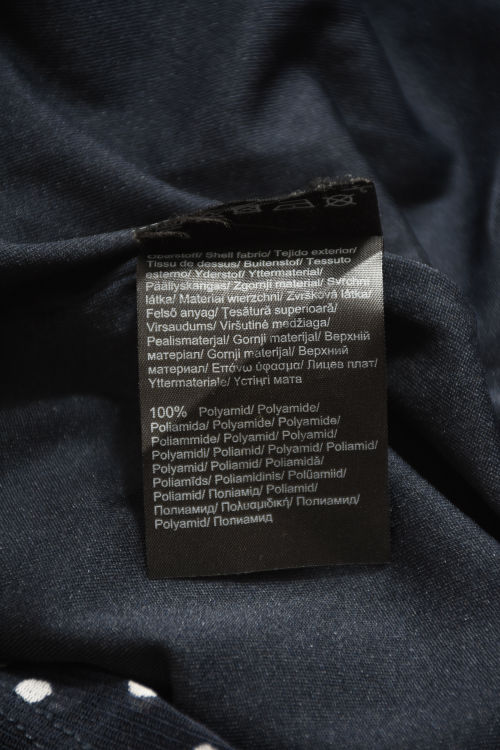 Oberstoff/ Shell fabric/ Tejido exterior/
Tissu de dessus/ Buitenstof/ Tessuto
esterno/ Yderstof/ Yttermaterial/
Päällyskangas/ Zgornji material/ Svrchní
látka/ Materiał wierzchni/ Zvršková látka/
Felső anyag/ Ţesătură superioară/
Virsaudums/ Viršutinė medžiaga/
Pealismaterjal/ Gornji materijal/ Верхній
матеріал/ Gornji materijal/ Верхний
материал/ Επάνω ύφασμα/ Лицев плат/
Yttermateriale/ Үстіңгі мата
100% Polyamid/ Polyamide/
Poliamida/ Polyamide/ Polyamide/
Poliammide/ Polyamid/ Polyamid/
Polyamidi/ Poliamid/ Polyamid/ Poliamid/
Polyamid/ Poliamid/ Poliamidă/
Poliamīds/ Poliamidinis/ Polüamiid/
Poliamid/ Поліамід/ Poliamid/
Полиамид/ Πολυαμιδική/ Полиамид/
Polyamid/ Полиамид